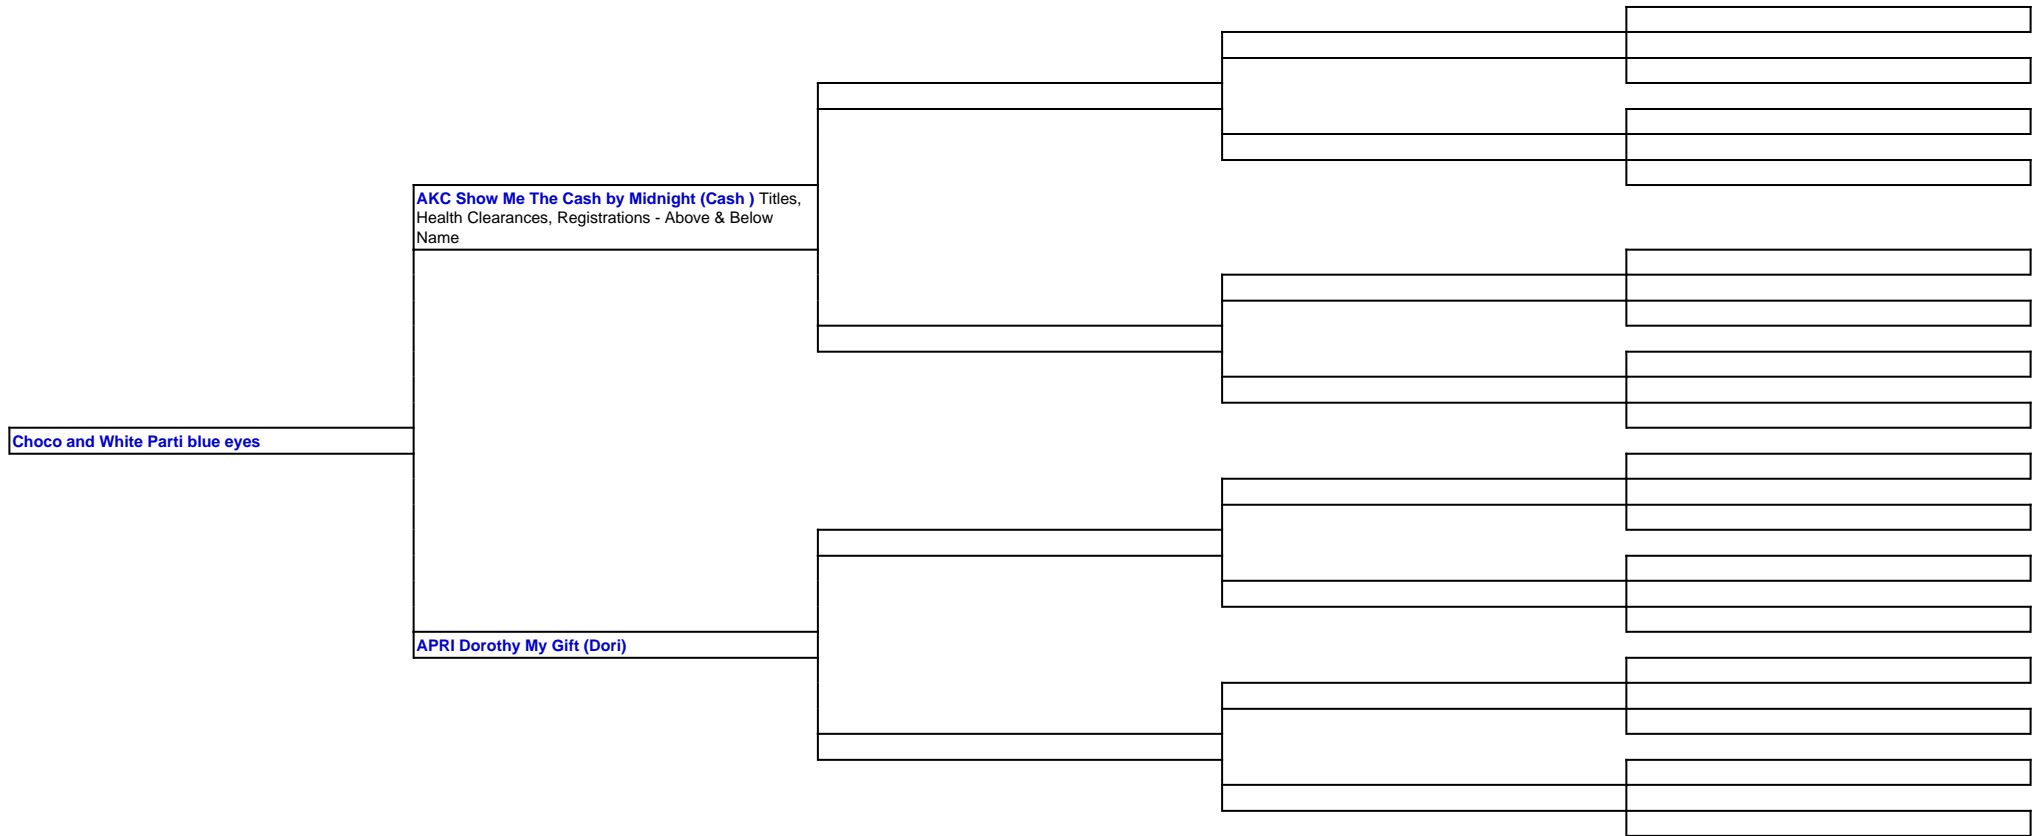 AKC Show Me The Cash by Midnight (Cash ) Titles,
Health Clearances, Registrations - Above & Below
Name
Choco and White Parti blue eyes
APRI Dorothy My Gift (Dori)